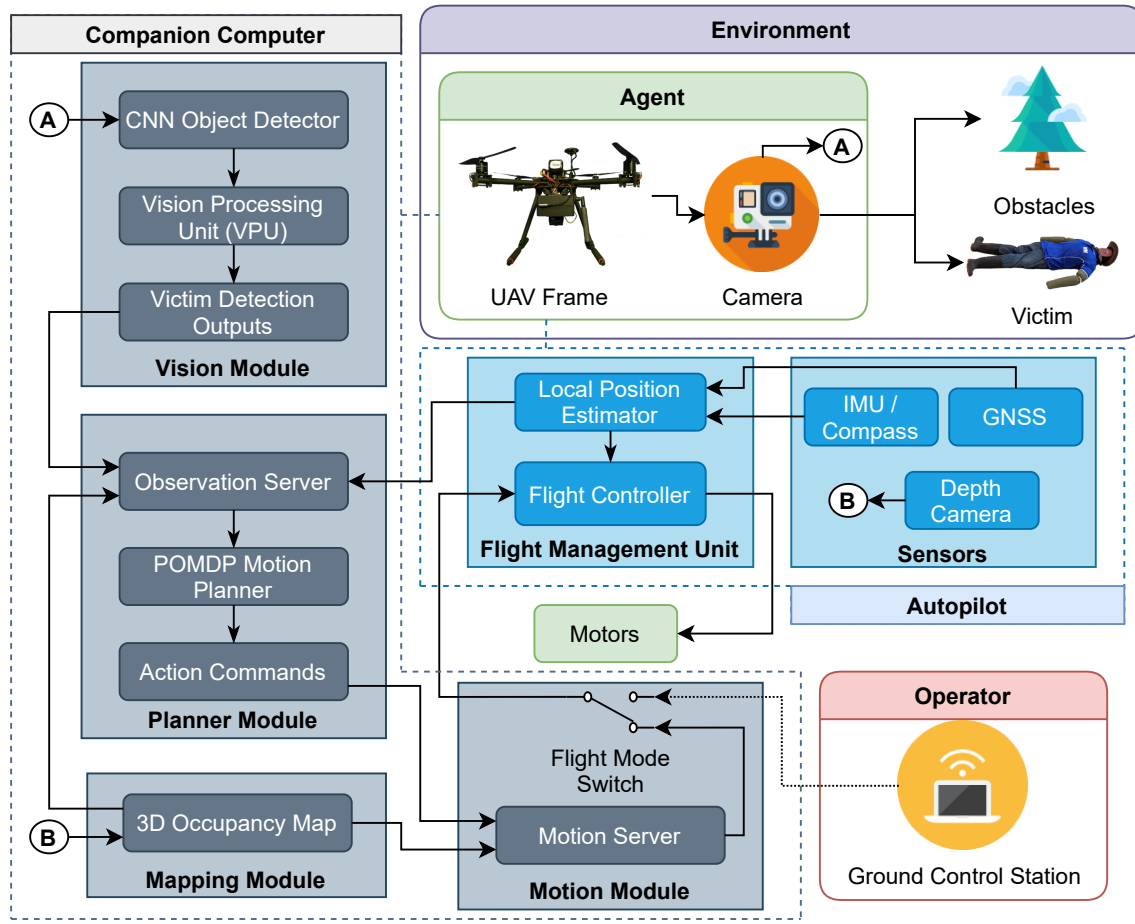 Companion Computer
A
CNN Object Detector
Vision Processing
Unit (VPU)
Victim Detection
Outputs
Vision Module
Environment
Agent
A
UAV Frame
Camera
Obstacles
Victim
Local Position
Estimator
Flight Controller
Flight Management Unit
IMU /
Compass
GNSS
B
Depth
Camera
Sensors
Autopilot
Motors
Observation Server
POMDP Motion
Planner
Action Commands
Planner Module
B
3D Occupancy Map
Mapping Module
Flight Mode
Switch
Motion Server
Motion Module
Operator
Ground Control Station